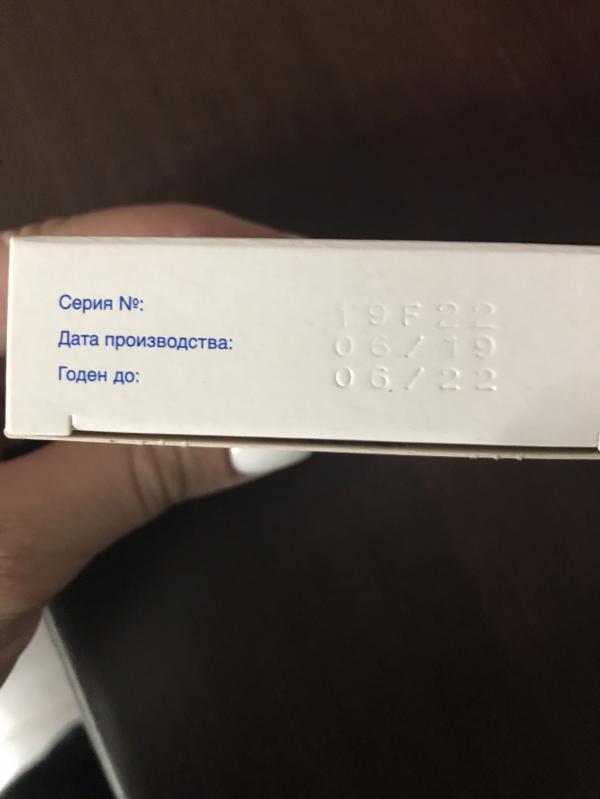 Серия №: 19F22
Дата производства: 06/19
Годен до: 06/22